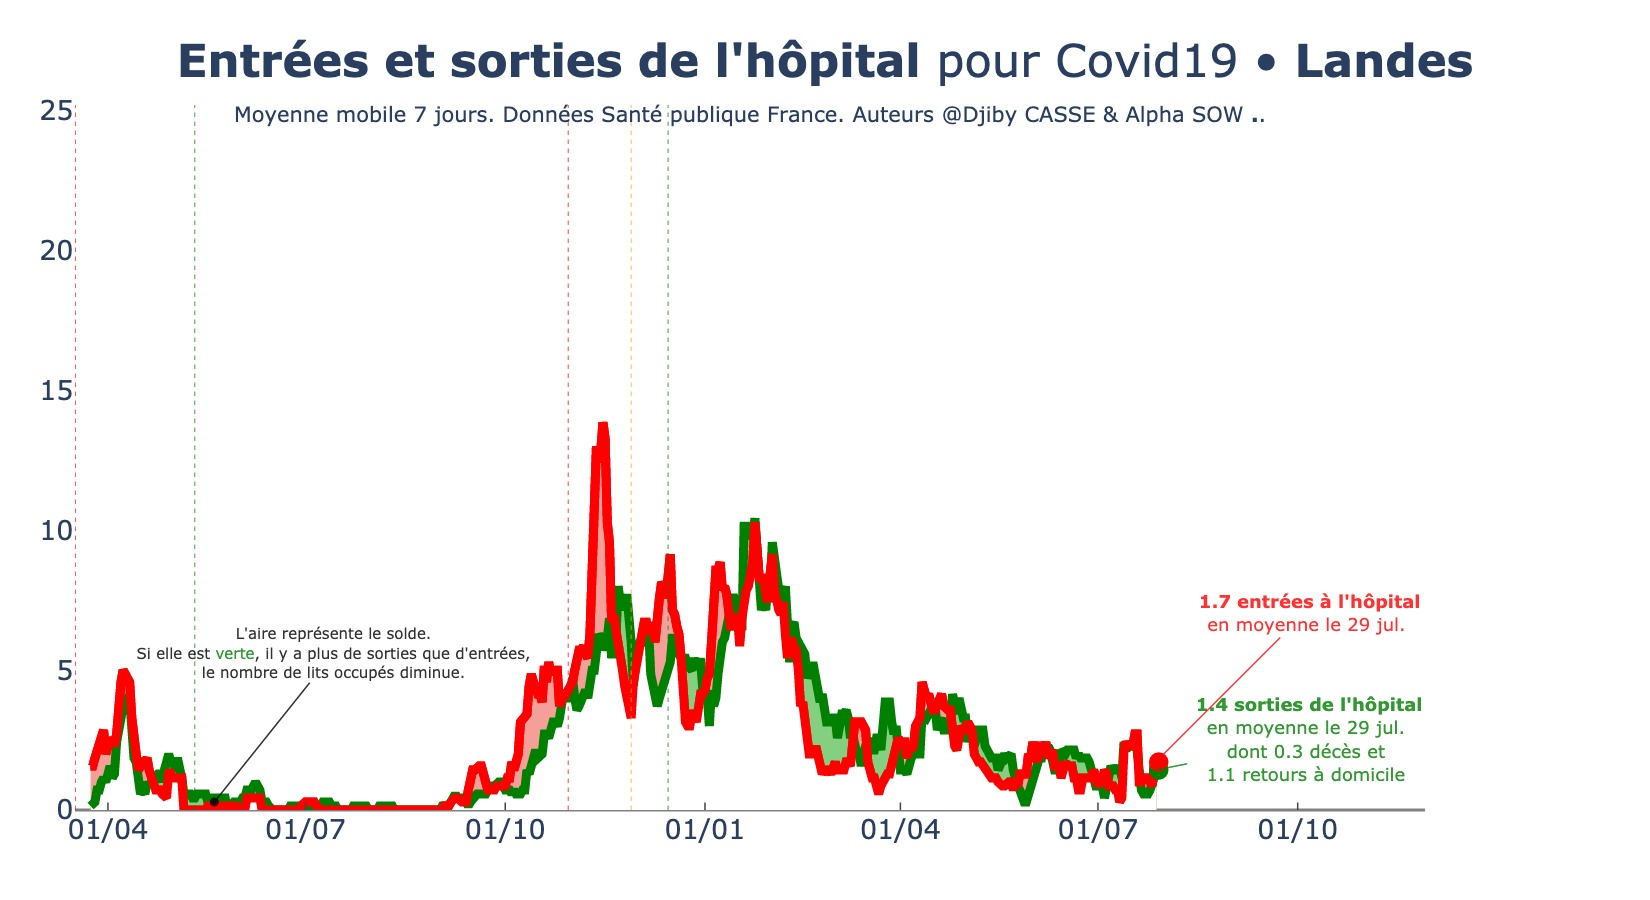 Entrées et sorties de l'hôpital pour Covid19 • Landes
Moyenne mobile 7 jours. Données Santé publique France. Auteurs @Djiby CASSE & Alpha SOW ..
25
20
15
10
5
0
L'aire représente le solde.
Si elle est verte, il y a plus de sorties que d'entrées,
le nombre de lits occupés diminue.
1.7 entrées à l'hôpital
en moyenne le 29 jul.
1.4 sorties de l'hôpital
en moyenne le 29 jul.
dont 0.3 décès et
1.1 retours à domicile
01/04 01/07 01/10 01/01 01/04 01/07 01/10